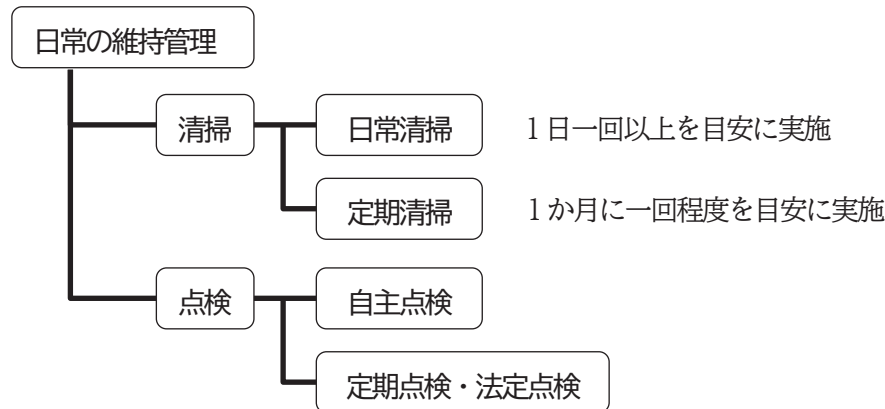 日常の維持管理
清掃
日常清掃
1日一回以上を目安に実施
定期清掃
1か月に一回程度を目安に実施
点検
自主点検
定期点検・法定点検